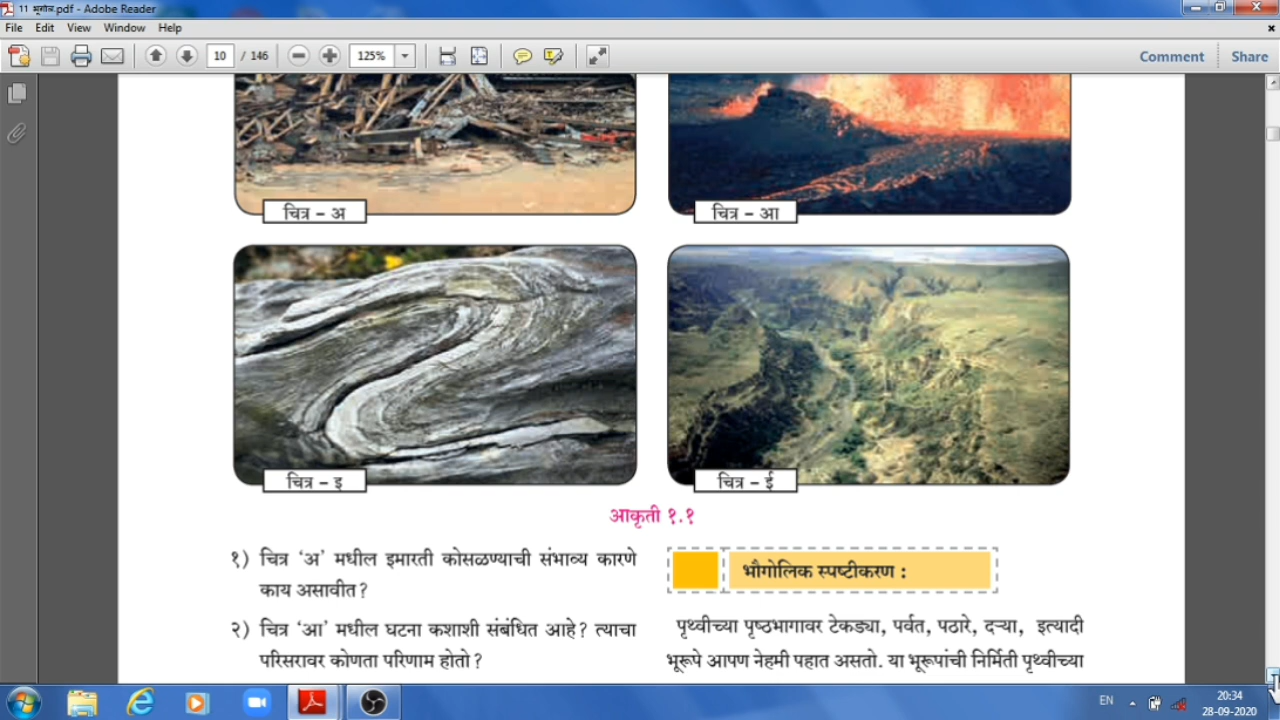 11 भूगोल.pdf - Adobe Reader
File Edit View Window Help
10 / 146 125% Comment Share
चित्र – अ चित्र – आ
चित्र – इ चित्र – ई
आकृती १.१
१) चित्र ‘अ’ मधील इमारती कोसळण्याची संभाव्य कारणे
काय असावीत ?
२) चित्र ‘आ’ मधील घटना कशाशी संबंधित आहे ? त्याचा
परिसरावर कोणता परिणाम होतो ?
भौगोलिक स्पष्टीकरण :
पृथ्वीच्या पृष्ठभागावर टेकड्या, पर्वत, पठारे, दऱ्या, इत्यादी
भूरूपे आपण नेहमी पहात असतो. या भूरूपांची निर्मिती पृथ्वीच्या
EN 20:34
28-09-2020